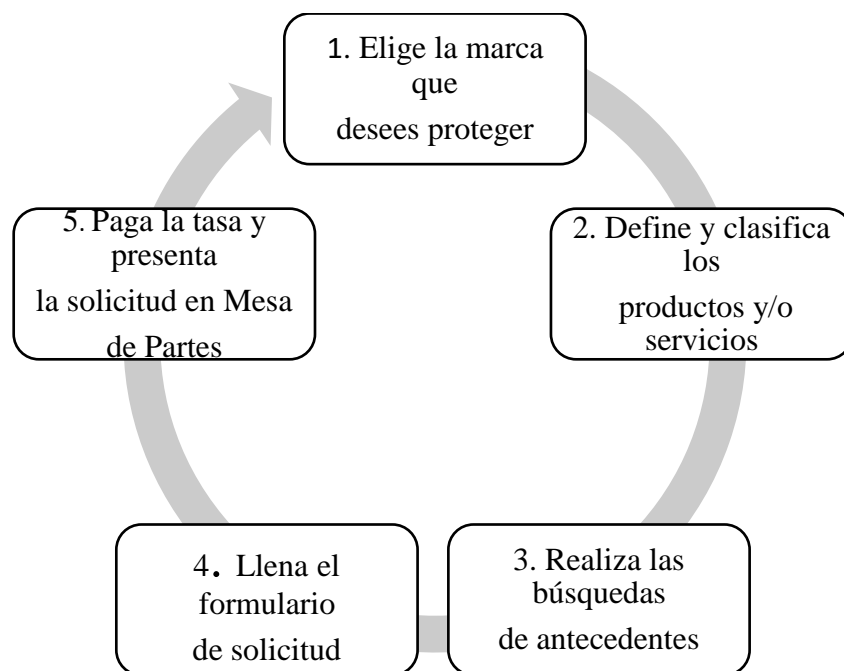 1. Elige la marca
que
desees proteger
2. Define y clasifica
los
productos y/o
servicios
3. Realiza las
búsquedas
de antecedentes
4. Llena el
formulario
de solicitud
5. Paga la tasa y
presenta
la solicitud en Mesa
de Partes